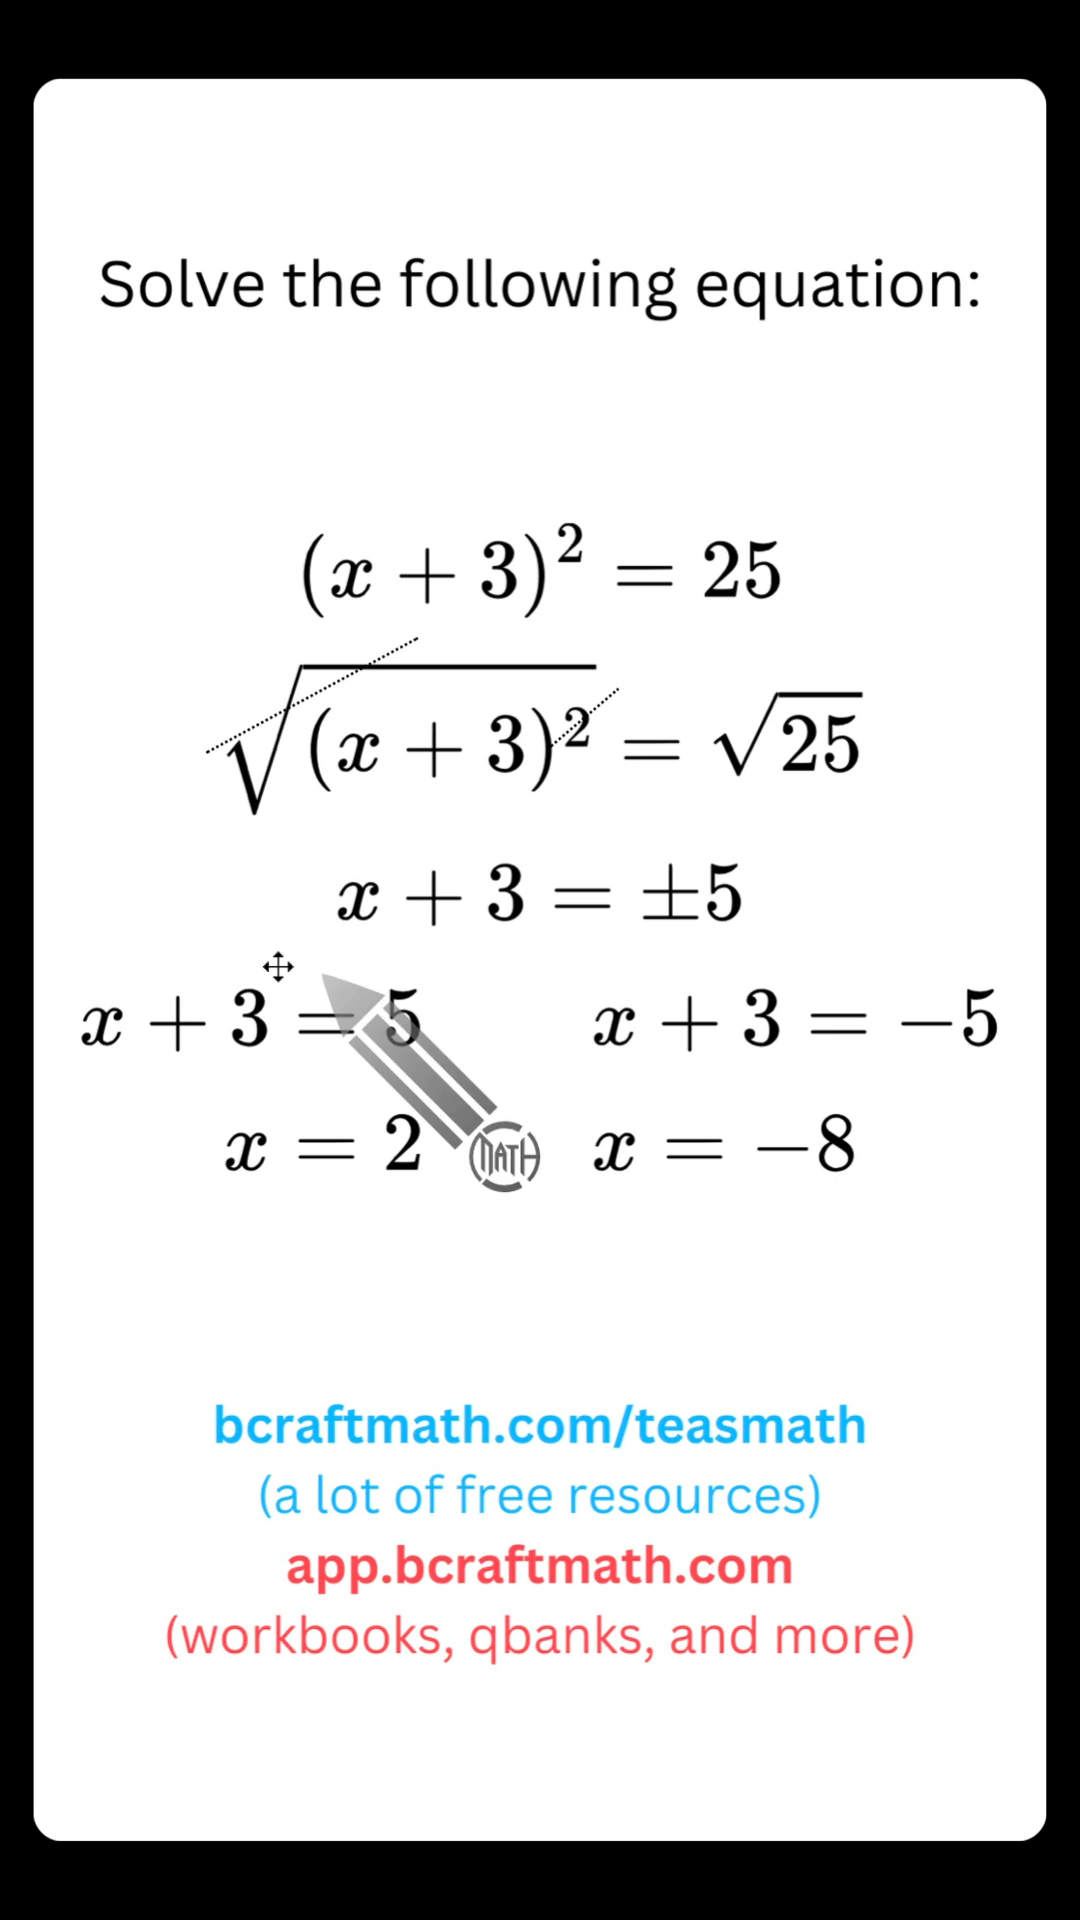 Solve the following equation:
(x + 3)² = 25
√(x + 3)² = √25
x + 3 = ±5
x + 3 = 5
x + 3 = −5
x = 2
x = −8
MATH
bcraftmath.com/teasmath
(a lot of free resources)
app.bcraftmath.com
(workbooks, qbanks, and more)